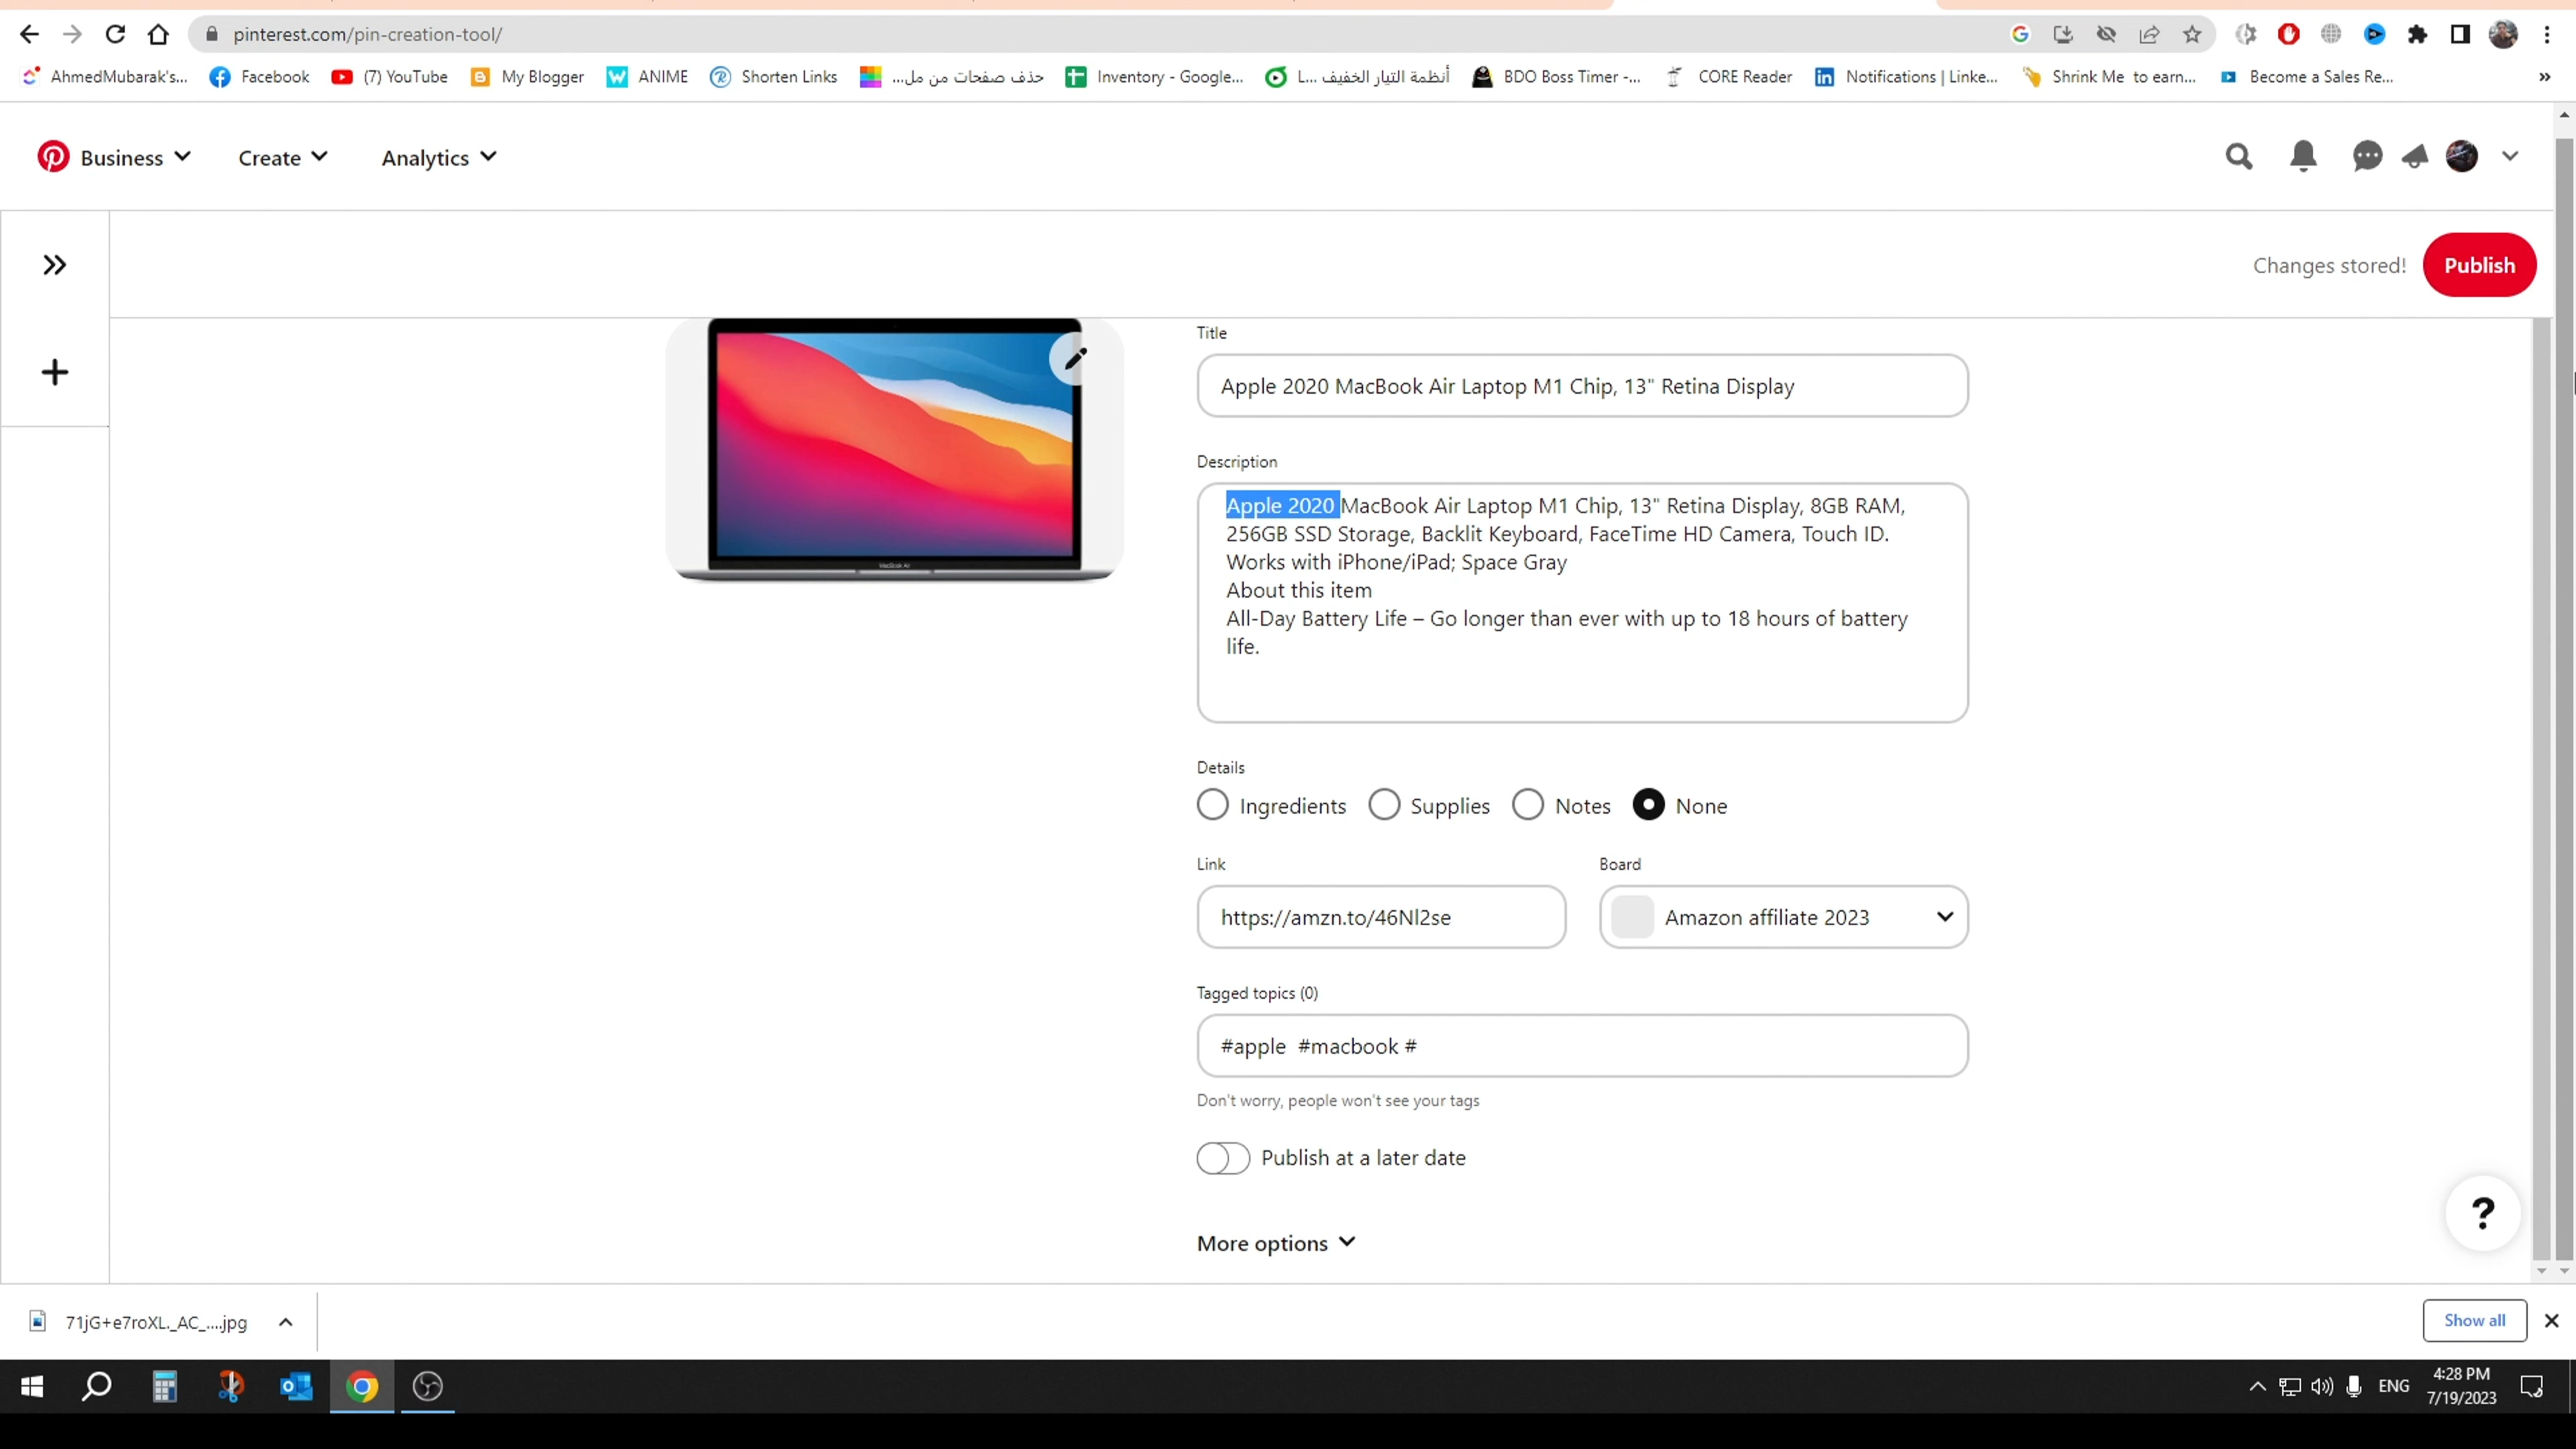 pinterest.com/pin-creation-tool/
AhmedMubarak's...
Facebook
(7) YouTube
My Blogger
ANIME
Shorten Links
حذف صفحات من مل...
Inventory - Google...
أنظمة التيار الخفيف L...
BDO Boss Timer -...
CORE Reader
Notifications | Linke...
Shrink Me to earn...
Become a Sales Re...
Business
Create
Analytics
Changes stored!
Publish
Title
Apple 2020 MacBook Air Laptop M1 Chip, 13" Retina Display
Description
Apple 2020 MacBook Air Laptop M1 Chip, 13" Retina Display, 8GB RAM,
256GB SSD Storage, Backlit Keyboard, FaceTime HD Camera, Touch ID.
Works with iPhone/iPad; Space Gray
About this item
All-Day Battery Life – Go longer than ever with up to 18 hours of battery
life.
MacBook Air
Details
Ingredients
Supplies
Notes
None
Link
Board
https://amzn.to/46Nl2se
Amazon affiliate 2023
Tagged topics (0)
#apple  #macbook #
Don't worry, people won't see your tags
Publish at a later date
More options
?
71jG+e7roXL._AC_....jpg
Show all
ENG
4:28 PM
7/19/2023